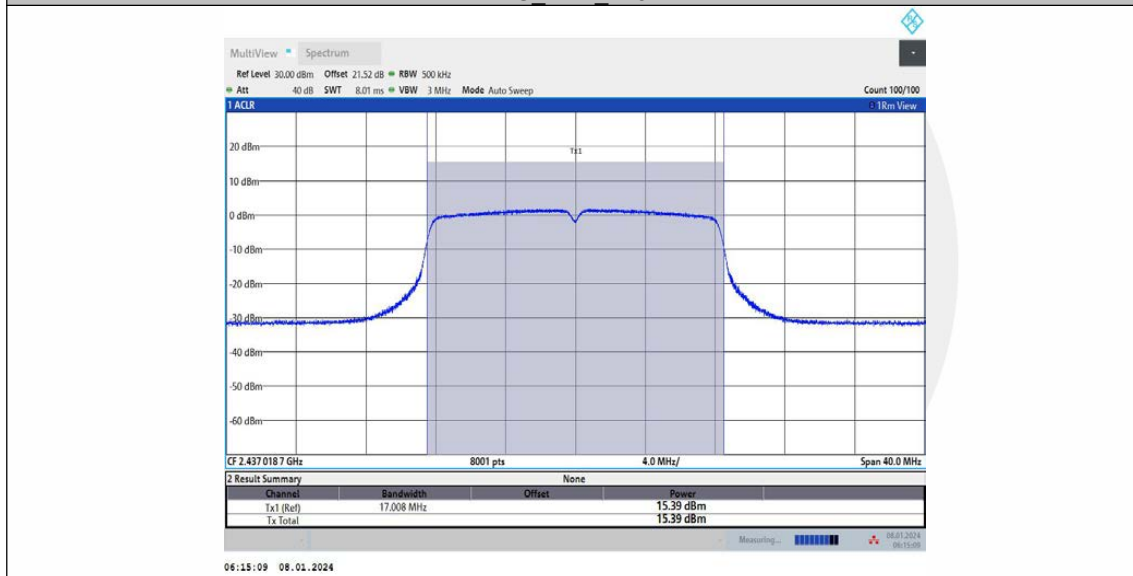 MultiView Spectrum
Ref Level 30.00 dBm Offset 21.52 dB RBW 500 kHz
Att 40 dB SWT 8.01 ms VBW 3 MHz Mode Auto Sweep Count 100/100
1 ACLR 1Rm View
Tx1
20 dBm
10 dBm
0 dBm
-10 dBm
-20 dBm
-30 dBm
-40 dBm
-50 dBm
-60 dBm
CF 2.437 018 7 GHz 8001 pts 4.0 MHz/ Span 40.0 MHz
2 Result Summary None
Channel Bandwidth Offset Power
Tx1 (Ref) 17.008 MHz 15.39 dBm
Tx Total 15.39 dBm
Measuring... 08.01.2024
06:15:09
06:15:09 08.01.2024